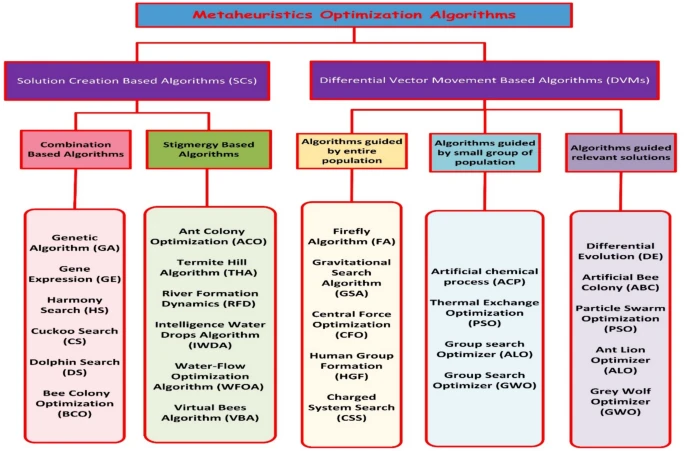 Metaheuristics Optimization Algorithms
Solution Creation Based Algorithms (SCs)
Differential Vector Movement Based Algorithms (DVMs)
Combination
Based Algorithms
Stigmergy Based
Algorithms
Algorithms guided
by entire
population
Algorithms guided
by small group of
population
Algorithms guided
relevant solutions
Genetic
Algorithm (GA)
Gene
Expression (GE)
Harmony
Search (HS)
Cuckoo Search
(CS)
Dolphin Search
(DS)
Bee Colony
Optimization
(BCO)
Ant Colony
Optimization (ACO)
Termite Hill
Algorithm (THA)
River Formation
Dynamics (RFD)
Intelligence Water
Drops Algorithm
(IWDA)
Water-Flow
Optimization
Algorithm (WFOA)
Virtual Bees
Algorithm (VBA)
Firefly
Algorithm (FA)
Gravitational
Search
Algorithm
(GSA)
Central Force
Optimization
(CFO)
Human Group
Formation
(HGF)
Charged
System Search
(CSS)
Artificial chemical
process (ACP)
Thermal Exchange
Optimization
(PSO)
Group search
Optimizer (ALO)
Group Search
Optimizer (GWO)
Differential
Evolution (DE)
Artificial Bee
Colony (ABC)
Particle Swarm
Optimization
(PSO)
Ant Lion
Optimizer
(ALO)
Grey Wolf
Optimizer
(GWO)